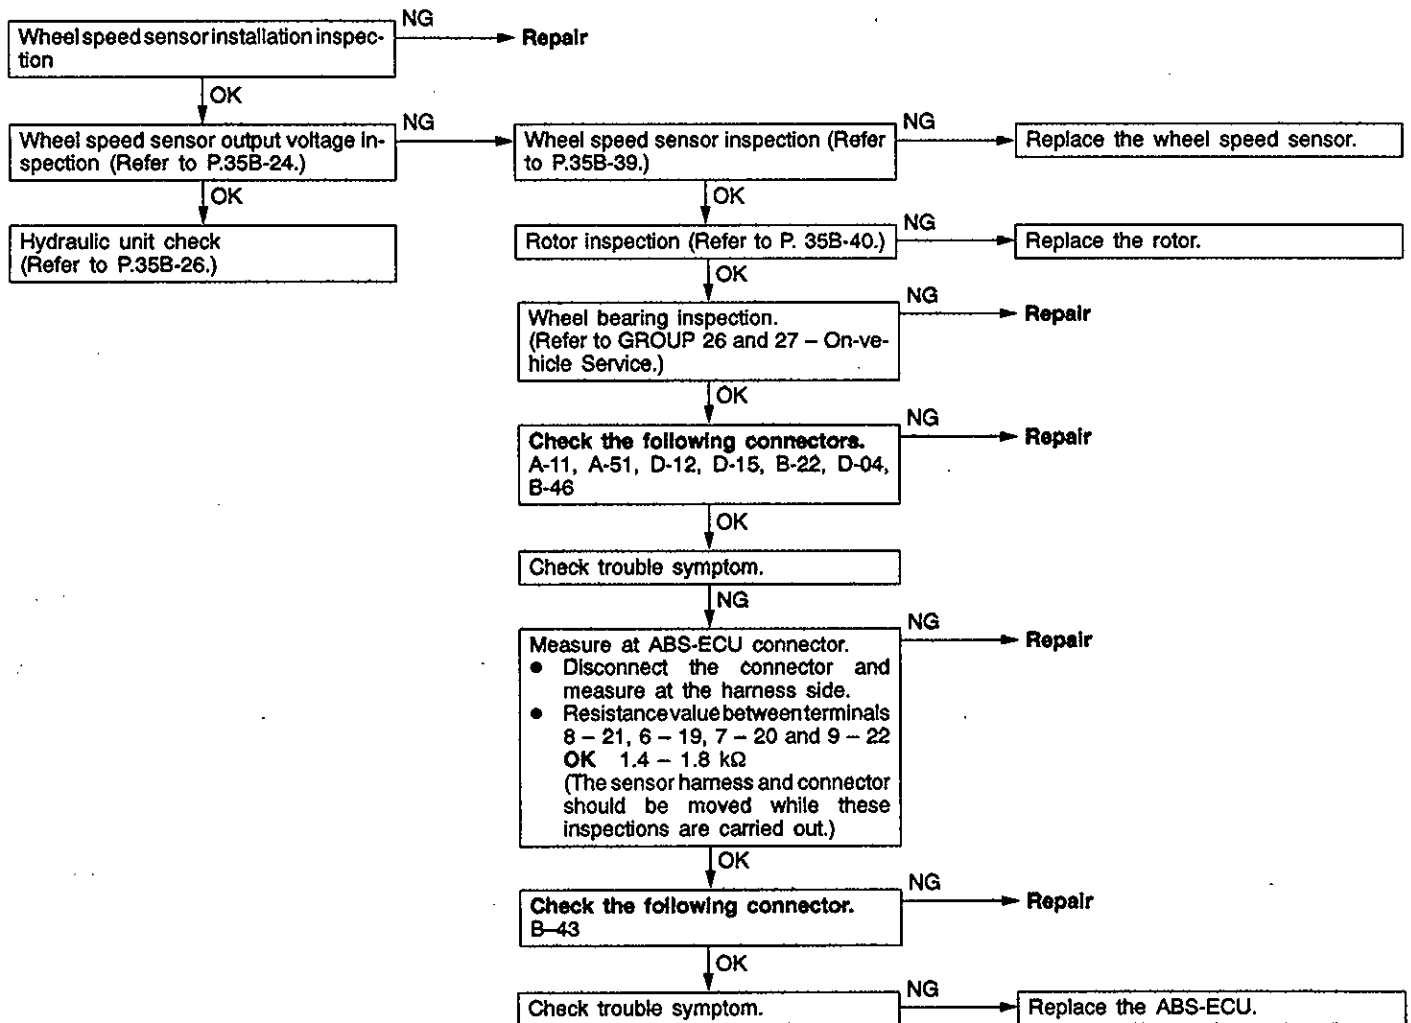 NG
Wheel speed sensor installation inspec-
tion
Repair
OK
Wheel speed sensor output voltage in-
spection (Refer to P.35B-24.)
NG
Wheel speed sensor inspection (Refer
to P.35B-39.)
NG
Replace the wheel speed sensor.
OK
Hydraulic unit check
(Refer to P.35B-26.)
OK
Rotor inspection (Refer to P. 35B-40.)
NG
Replace the rotor.
OK
Wheel bearing inspection.
(Refer to GROUP 26 and 27 – On-ve-
hicle Service.)
NG
Repair
OK
Check the following connectors.
A-11, A-51, D-12, D-15, B-22, D-04,
B-46
NG
Repair
OK
Check trouble symptom.
NG
Measure at ABS-ECU connector.
● Disconnect the connector and
measure at the harness side.
● Resistance value between terminals
8 – 21, 6 – 19, 7 – 20 and 9 – 22
OK 1.4 – 1.8 kΩ
(The sensor harness and connector
should be moved while these
inspections are carried out.)
NG
Repair
OK
Check the following connector.
B–43
NG
Repair
OK
Check trouble symptom.
NG
Replace the ABS-ECU.